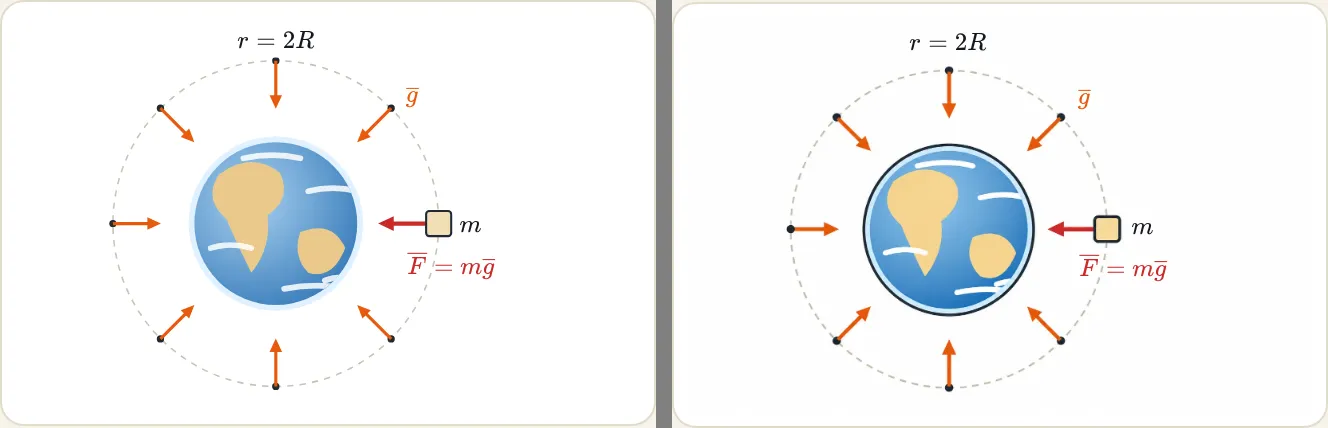 r = 2R
g̅
m
F̅ = mg̅
r = 2R
g̅
m
F̅ = mg̅